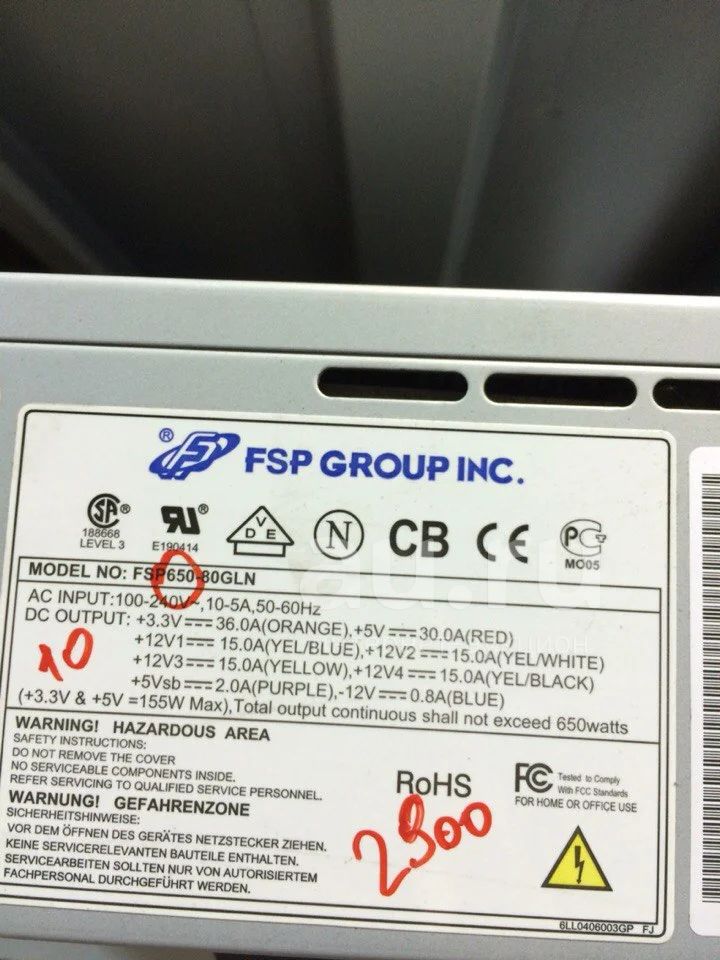 FSP GROUP INC.
188668
LEVEL 3
E190414
VDE
N
CB
CE
MO05
MODEL NO: FSP650-80GLN
AC INPUT:100-240V~,10-5A,50-60Hz
DC OUTPUT: +3.3V⎓36.0A(ORANGE),+5V⎓30.0A(RED)
+12V1⎓15.0A(YEL/BLUE),+12V2⎓15.0A(YEL/WHITE)
+12V3⎓15.0A(YELLOW),+12V4⎓15.0A(YEL/BLACK)
+5Vsb⎓2.0A(PURPLE),-12V⎓0.8A(BLUE)
(+3.3V & +5V =155W Max),Total output continuous shall not exceed 650watts
10
WARNING! HAZARDOUS AREA
SAFETY INSTRUCTIONS:
DO NOT REMOVE THE COVER
NO SERVICEABLE COMPONENTS INSIDE.
REFER SERVICING TO QUALIFIED SERVICE PERSONNEL.
WARNUNG! GEFAHRENZONE
SICHERHEITSHINWEISE:
VOR DEM ÖFFNEN DES GERÄTES NETZSTECKER ZIEHEN.
KEINE SERVICERELEVANTEN BAUTEILE ENTHALTEN.
SERVICEARBEITEN SOLLTEN NUR VON AUTORISIERTEM
FACHPERSONAL DURCHGEFÜHRT WERDEN.
RoHS
FC Tested to Comply
With FCC Standards
FOR HOME OR OFFICE USE
2900
6LL0406003GP FJ
au.ru